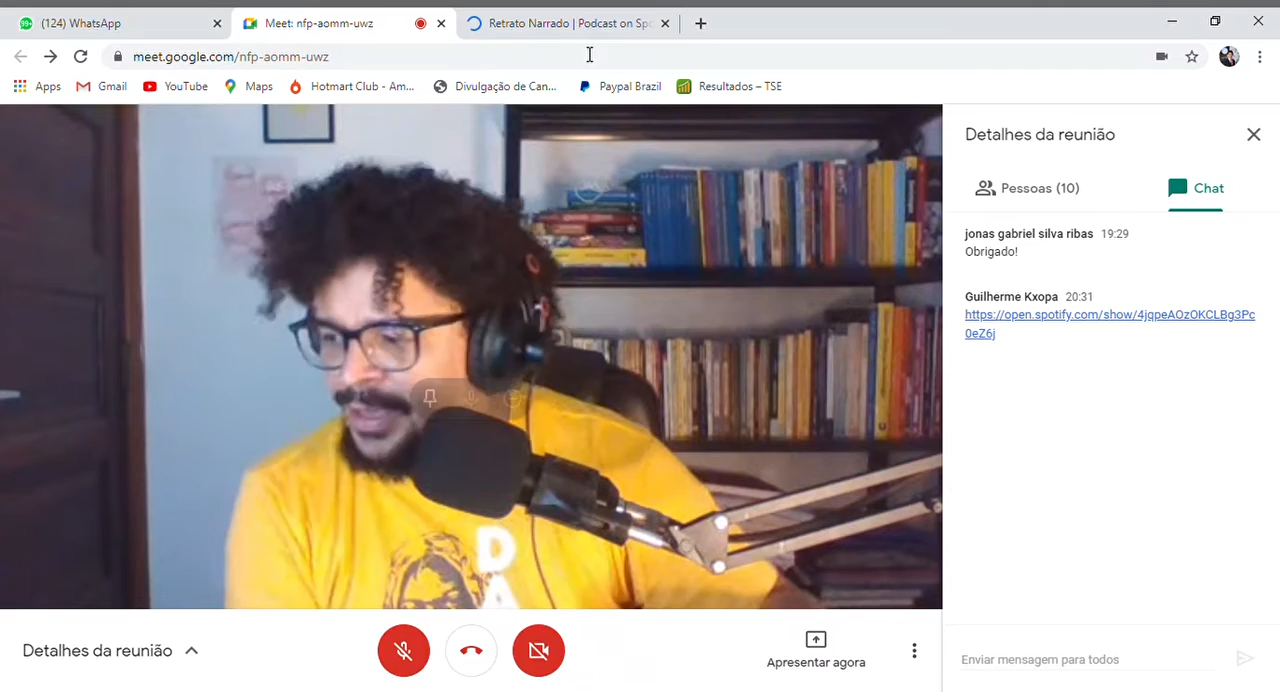 99+ (124) WhatsApp
Meet: nfp-aomm-uwz
Retrato Narrado | Podcast on Spo
meet.google.com/nfp-aomm-uwz
Apps
Gmail
YouTube
Maps
Hotmart Club - Am...
Divulgação de Can...
Paypal Brazil
Resultados – TSE
Detalhes da reunião
Pessoas (10)
Chat
jonas gabriel silva ribas 19:29
Obrigado!
Guilherme Kxopa 20:31
https://open.spotify.com/show/4jqpeAOzOKCLBg3Pc
0eZ6j
D
A
Detalhes da reunião
Apresentar agora
Enviar mensagem para todos